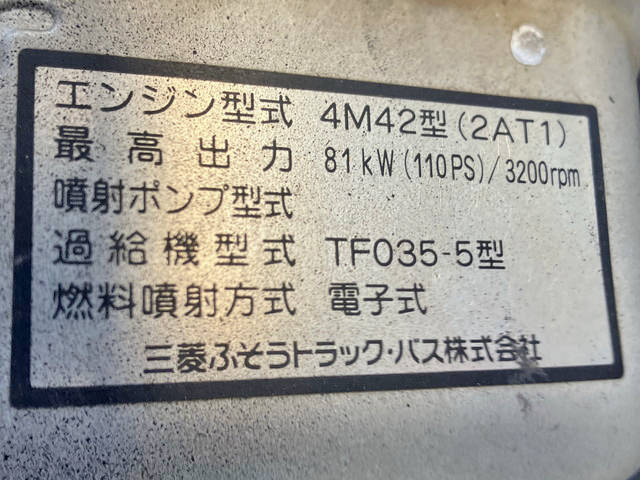 エンジン型式 4M42型(2AT1)
最高出力 81kW(110PS)/3200rpm
噴射ポンプ型式
過給機型式 TF035-5型
燃料噴射方式 電子式
三菱ふそうトラック・バス株式会社